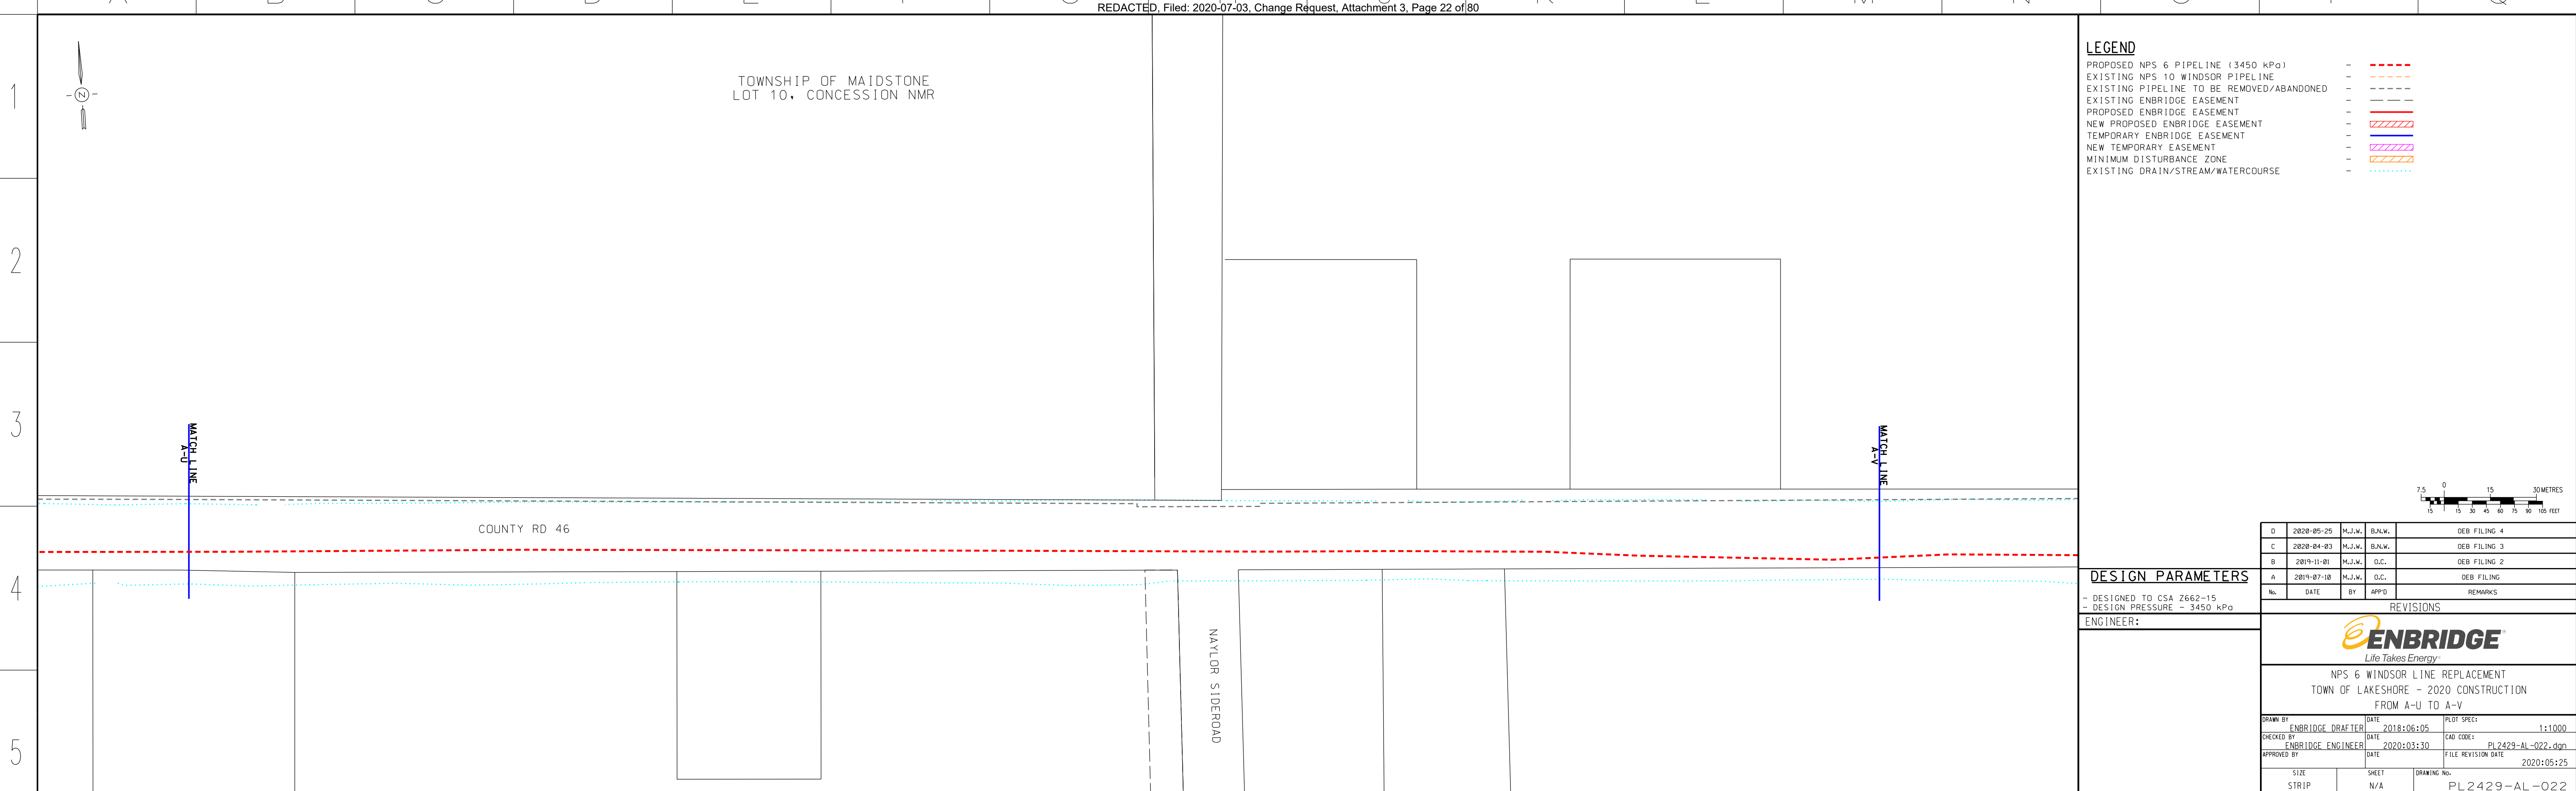 REDACTED, Filed: 2020-07-03, Change Request, Attachment 3, Page 22 of 80
1
2
3
4
5
N
TOWNSHIP OF MAIDSTONE
LOT 10, CONCESSION NMR
MATCH LINE
A-U
MATCH LINE
A-V
COUNTY RD 46
NAYLOR SIDEROAD
LEGEND
PROPOSED NPS 6 PIPELINE (3450 kPa) -
EXISTING NPS 10 WINDSOR PIPELINE -
EXISTING PIPELINE TO BE REMOVED/ABANDONED -
EXISTING ENBRIDGE EASEMENT -
PROPOSED ENBRIDGE EASEMENT -
NEW PROPOSED ENBRIDGE EASEMENT -
TEMPORARY ENBRIDGE EASEMENT -
NEW TEMPORARY EASEMENT -
MINIMUM DISTURBANCE ZONE -
EXISTING DRAIN/STREAM/WATERCOURSE -
7.5 0 15 30 METRES
15 15 30 45 60 75 90 105 FEET
D 2020-05-25 M.J.W. B.N.W. OEB FILING 4
C 2020-04-03 M.J.W. B.N.W. OEB FILING 3
B 2019-11-01 M.J.W. O.C. OEB FILING 2
A 2019-07-10 M.J.W. O.C. OEB FILING
No. DATE BY APP'D REMARKS
REVISIONS
DESIGN PARAMETERS
- DESIGNED TO CSA Z662-15
- DESIGN PRESSURE - 3450 kPa
ENGINEER:
ENBRIDGE®
Life Takes Energy®
NPS 6 WINDSOR LINE REPLACEMENT
TOWN OF LAKESHORE - 2020 CONSTRUCTION
FROM A-U TO A-V
DRAWN BY ENBRIDGE DRAFTER DATE 2018:06:05 PLOT SPEC: 1:1000
CHECKED BY ENBRIDGE ENGINEER DATE 2020:03:30 CAD CODE: PL2429-AL-022.dgn
APPROVED BY DATE FILE REVISION DATE 2020:05:25
SIZE SHEET DRAWING No.
STRIP N/A PL2429-AL-022